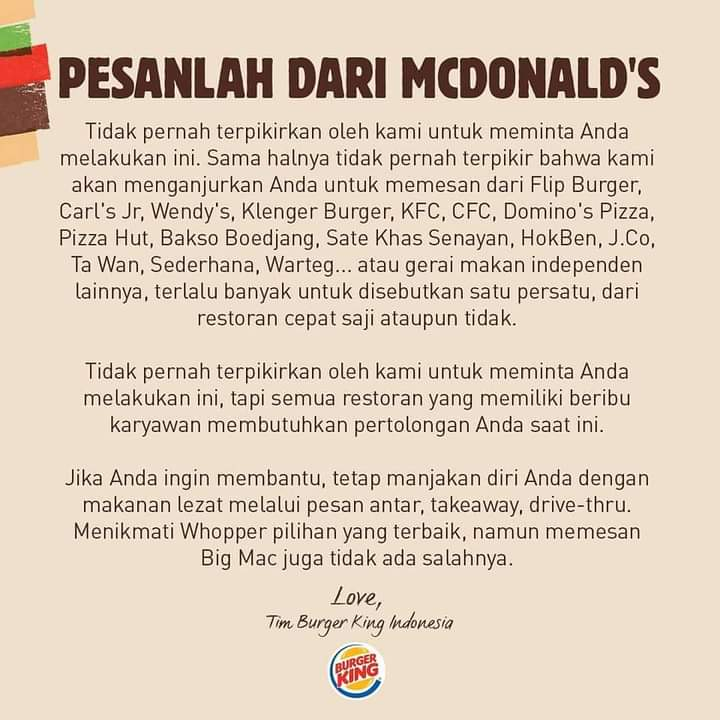 PESANLAH DARI MCDONALD'S
Tidak pernah terpikirkan oleh kami untuk meminta Anda
melakukan ini. Sama halnya tidak pernah terpikir bahwa kami
akan menganjurkan Anda untuk memesan dari Flip Burger,
Carl's Jr, Wendy's, Klenger Burger, KFC, CFC, Domino's Pizza,
Pizza Hut, Bakso Boedjang, Sate Khas Senayan, HokBen, J.Co,
Ta Wan, Sederhana, Warteg... atau gerai makan independen
lainnya, terlalu banyak untuk disebutkan satu persatu, dari
restoran cepat saji ataupun tidak.
Tidak pernah terpikirkan oleh kami untuk meminta Anda
melakukan ini, tapi semua restoran yang memiliki beribu
karyawan membutuhkan pertolongan Anda saat ini.
Jika Anda ingin membantu, tetap manjakan diri Anda dengan
makanan lezat melalui pesan antar, takeaway, drive-thru.
Menikmati Whopper pilihan yang terbaik, namun memesan
Big Mac juga tidak ada salahnya.
Love,
Tim Burger King Indonesia
BURGER
KING